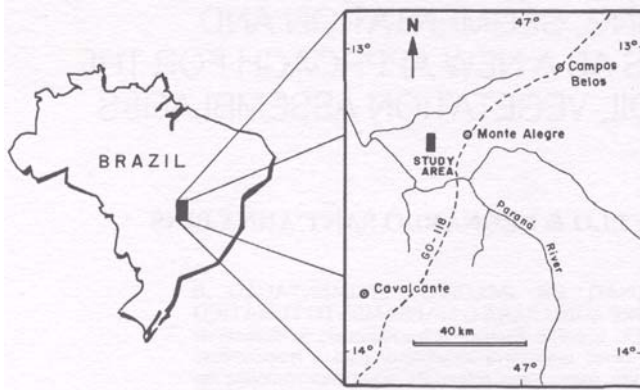 47°
N
13°
13°
Campos
Belos
Monte Alegre
BRAZIL
STUDY
AREA
GO-118
Paranã
River
Cavalcante
40 km
14°
14°
47°